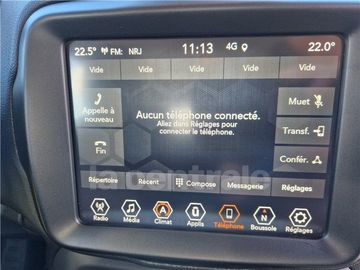 22.5° FM: NRJ 11:13 4G 22.0°
Vide Vide Vide Vide Vide
Appelle à nouveau
Aucun téléphone connecté.
Allez dans Réglages pour
connecter le téléphone.
Muet
Transf.
Fin
Confér.
Répertoire Récent Compose Messagerie Réglages
Radio Média Climat Applis Téléphone Boussole Réglages
A N